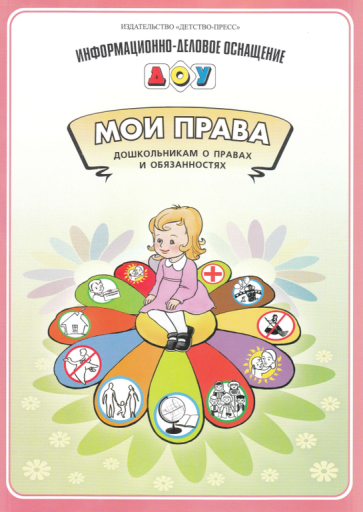 ИЗДАТЕЛЬСТВО «ДЕТСТВО-ПРЕСС»
ИНФОРМАЦИОННО-ДЕЛОВОЕ ОСНАЩЕНИЕ
ДОУ
МОИ ПРАВА
ДОШКОЛЬНИКАМ О ПРАВАХ
И ОБЯЗАННОСТЯХ